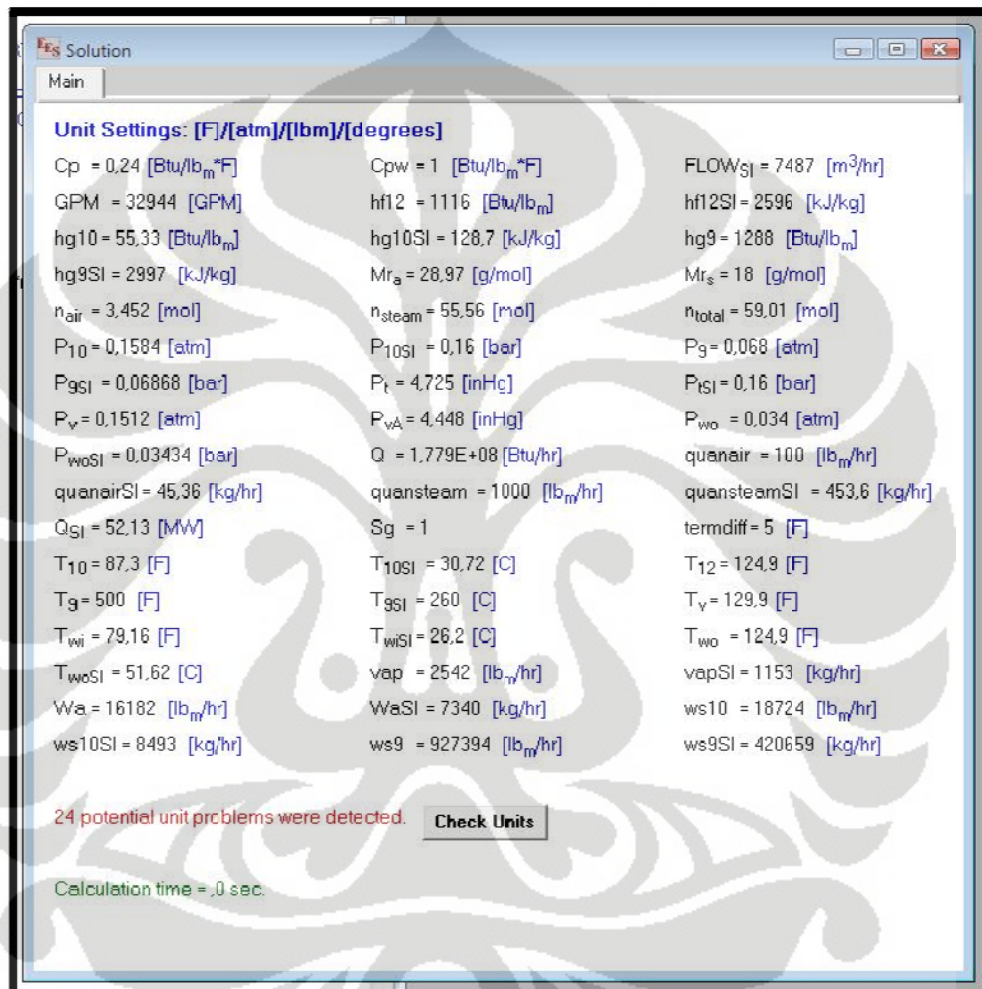 EES Solution
Main
Unit Settings: [F]/[atm]/[lbm]/[degrees]
Cp = 0,24 [Btu/lbm*F] Cpw = 1 [Btu/lbm*F] FLOWSI = 7487 [m3/hr]
GPM = 32944 [GPM] hf12 = 1116 [Btu/lbm] hf12SI = 2596 [kJ/kg]
hg10 = 55,33 [Btu/lbm] hg10SI = 128,7 [kJ/kg] hg9 = 1288 [Btu/lbm]
hg9SI = 2997 [kJ/kg] Mra = 28,97 [g/mol] Mrs = 18 [g/mol]
nair = 3,452 [mol] nsteam = 55,56 [mol] ntotal = 59,01 [mol]
P10 = 0,1584 [atm] P10SI = 0,16 [bar] P9 = 0,068 [atm]
P9SI = 0,06868 [bar] Pt = 4,725 [inHg] PtSI = 0,16 [bar]
Pv = 0,1512 [atm] PvA = 4,448 [inHg] Pwo = 0,034 [atm]
PwoSI = 0,03434 [bar] Q = 1,779E+08 [Btu/hr] quanair = 100 [lbm/hr]
quanairSI = 45,36 [kg/hr] quansteam = 1000 [lbm/hr] quansteamSI = 453,6 [kg/hr]
QSI = 52,13 [MW] Sg = 1 termdiff = 5 [F]
T10 = 87,3 [F] T10SI = 30,72 [C] T12 = 124,9 [F]
T9 = 500 [F] T9SI = 260 [C] Tv = 129,9 [F]
Twi = 79,16 [F] TwiSI = 26,2 [C] Two = 124,9 [F]
TwoSI = 51,62 [C] vap = 2542 [lbm/hr] vapSI = 1153 [kg/hr]
Wa = 16182 [lbm/hr] WaSI = 7340 [kg/hr] ws10 = 18724 [lbm/hr]
ws10SI = 8493 [kg/hr] ws9 = 927394 [lbm/hr] ws9SI = 420659 [kg/hr]
24 potential unit problems were detected. Check Units
Calculation time = ,0 sec.